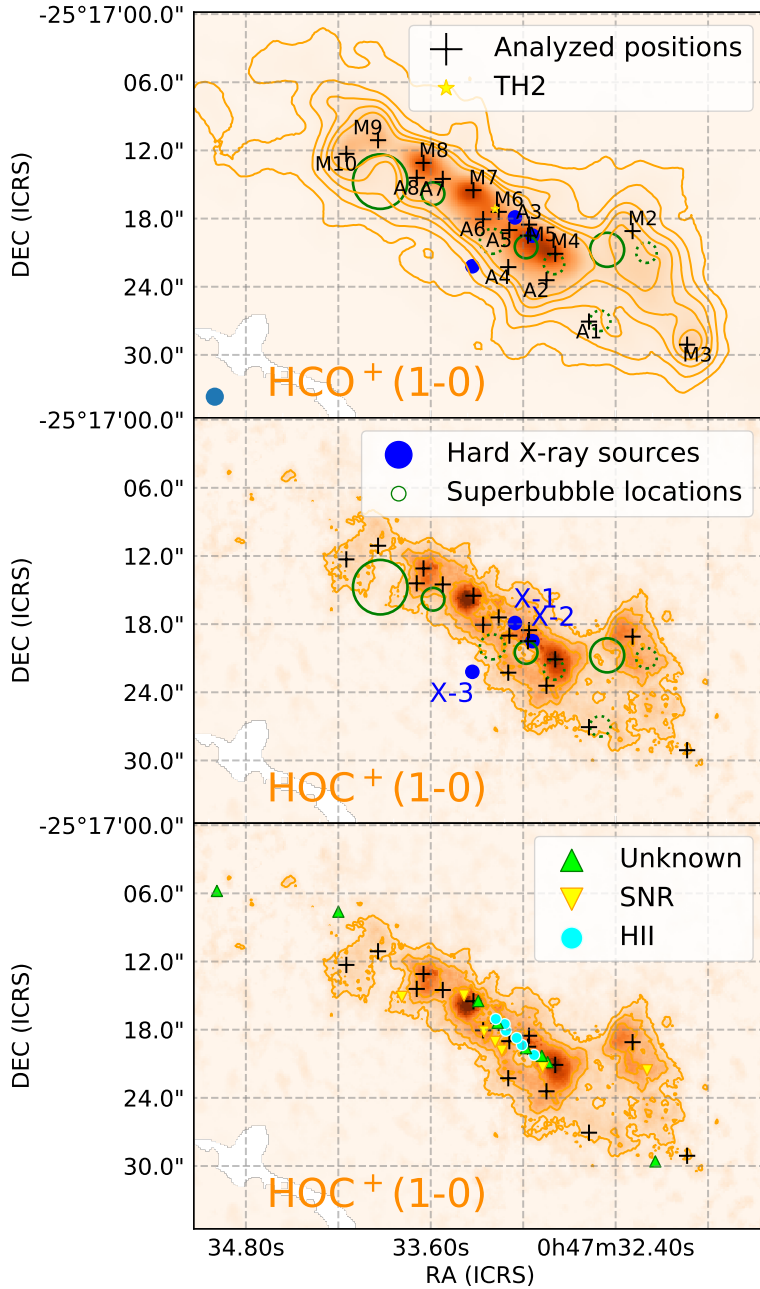 -25°17'00.0"
06.0"
12.0"
18.0"
24.0"
30.0"
DEC (ICRS)
Analyzed positions
TH2
M9
M10
M8
A8
A7
M7
M6
A3
A6
A5
M5
M4
A4
A2
M2
A1
M3
HCO⁺(1-0)
-25°17'00.0"
06.0"
12.0"
18.0"
24.0"
30.0"
DEC (ICRS)
Hard X-ray sources
Superbubble locations
X-1
X-2
X-3
HOC⁺(1-0)
-25°17'00.0"
06.0"
12.0"
18.0"
24.0"
30.0"
DEC (ICRS)
Unknown
SNR
HII
HOC⁺(1-0)
34.80s 33.60s 0h47m32.40s
RA (ICRS)